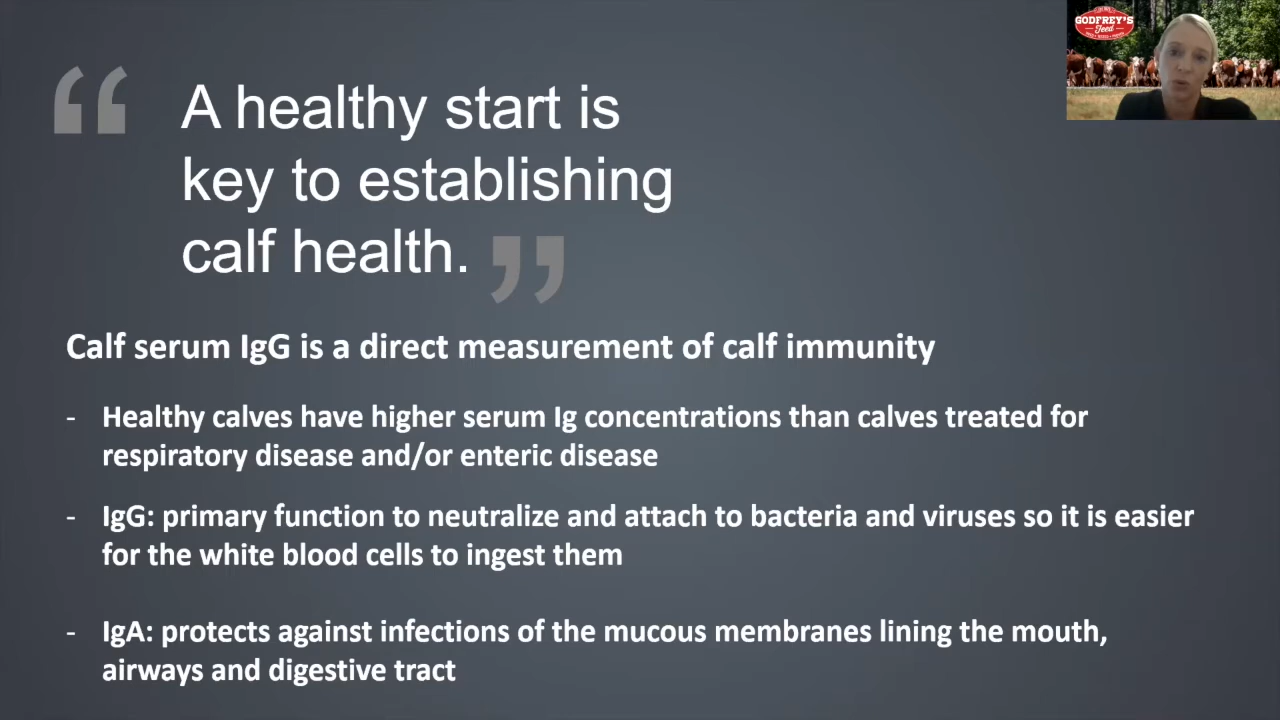 GODFREY'S
Feed
“ A healthy start is
key to establishing
calf health. ”
Calf serum IgG is a direct measurement of calf immunity
- Healthy calves have higher serum Ig concentrations than calves treated for
respiratory disease and/or enteric disease
- IgG: primary function to neutralize and attach to bacteria and viruses so it is easier
for the white blood cells to ingest them
- IgA: protects against infections of the mucous membranes lining the mouth,
airways and digestive tract